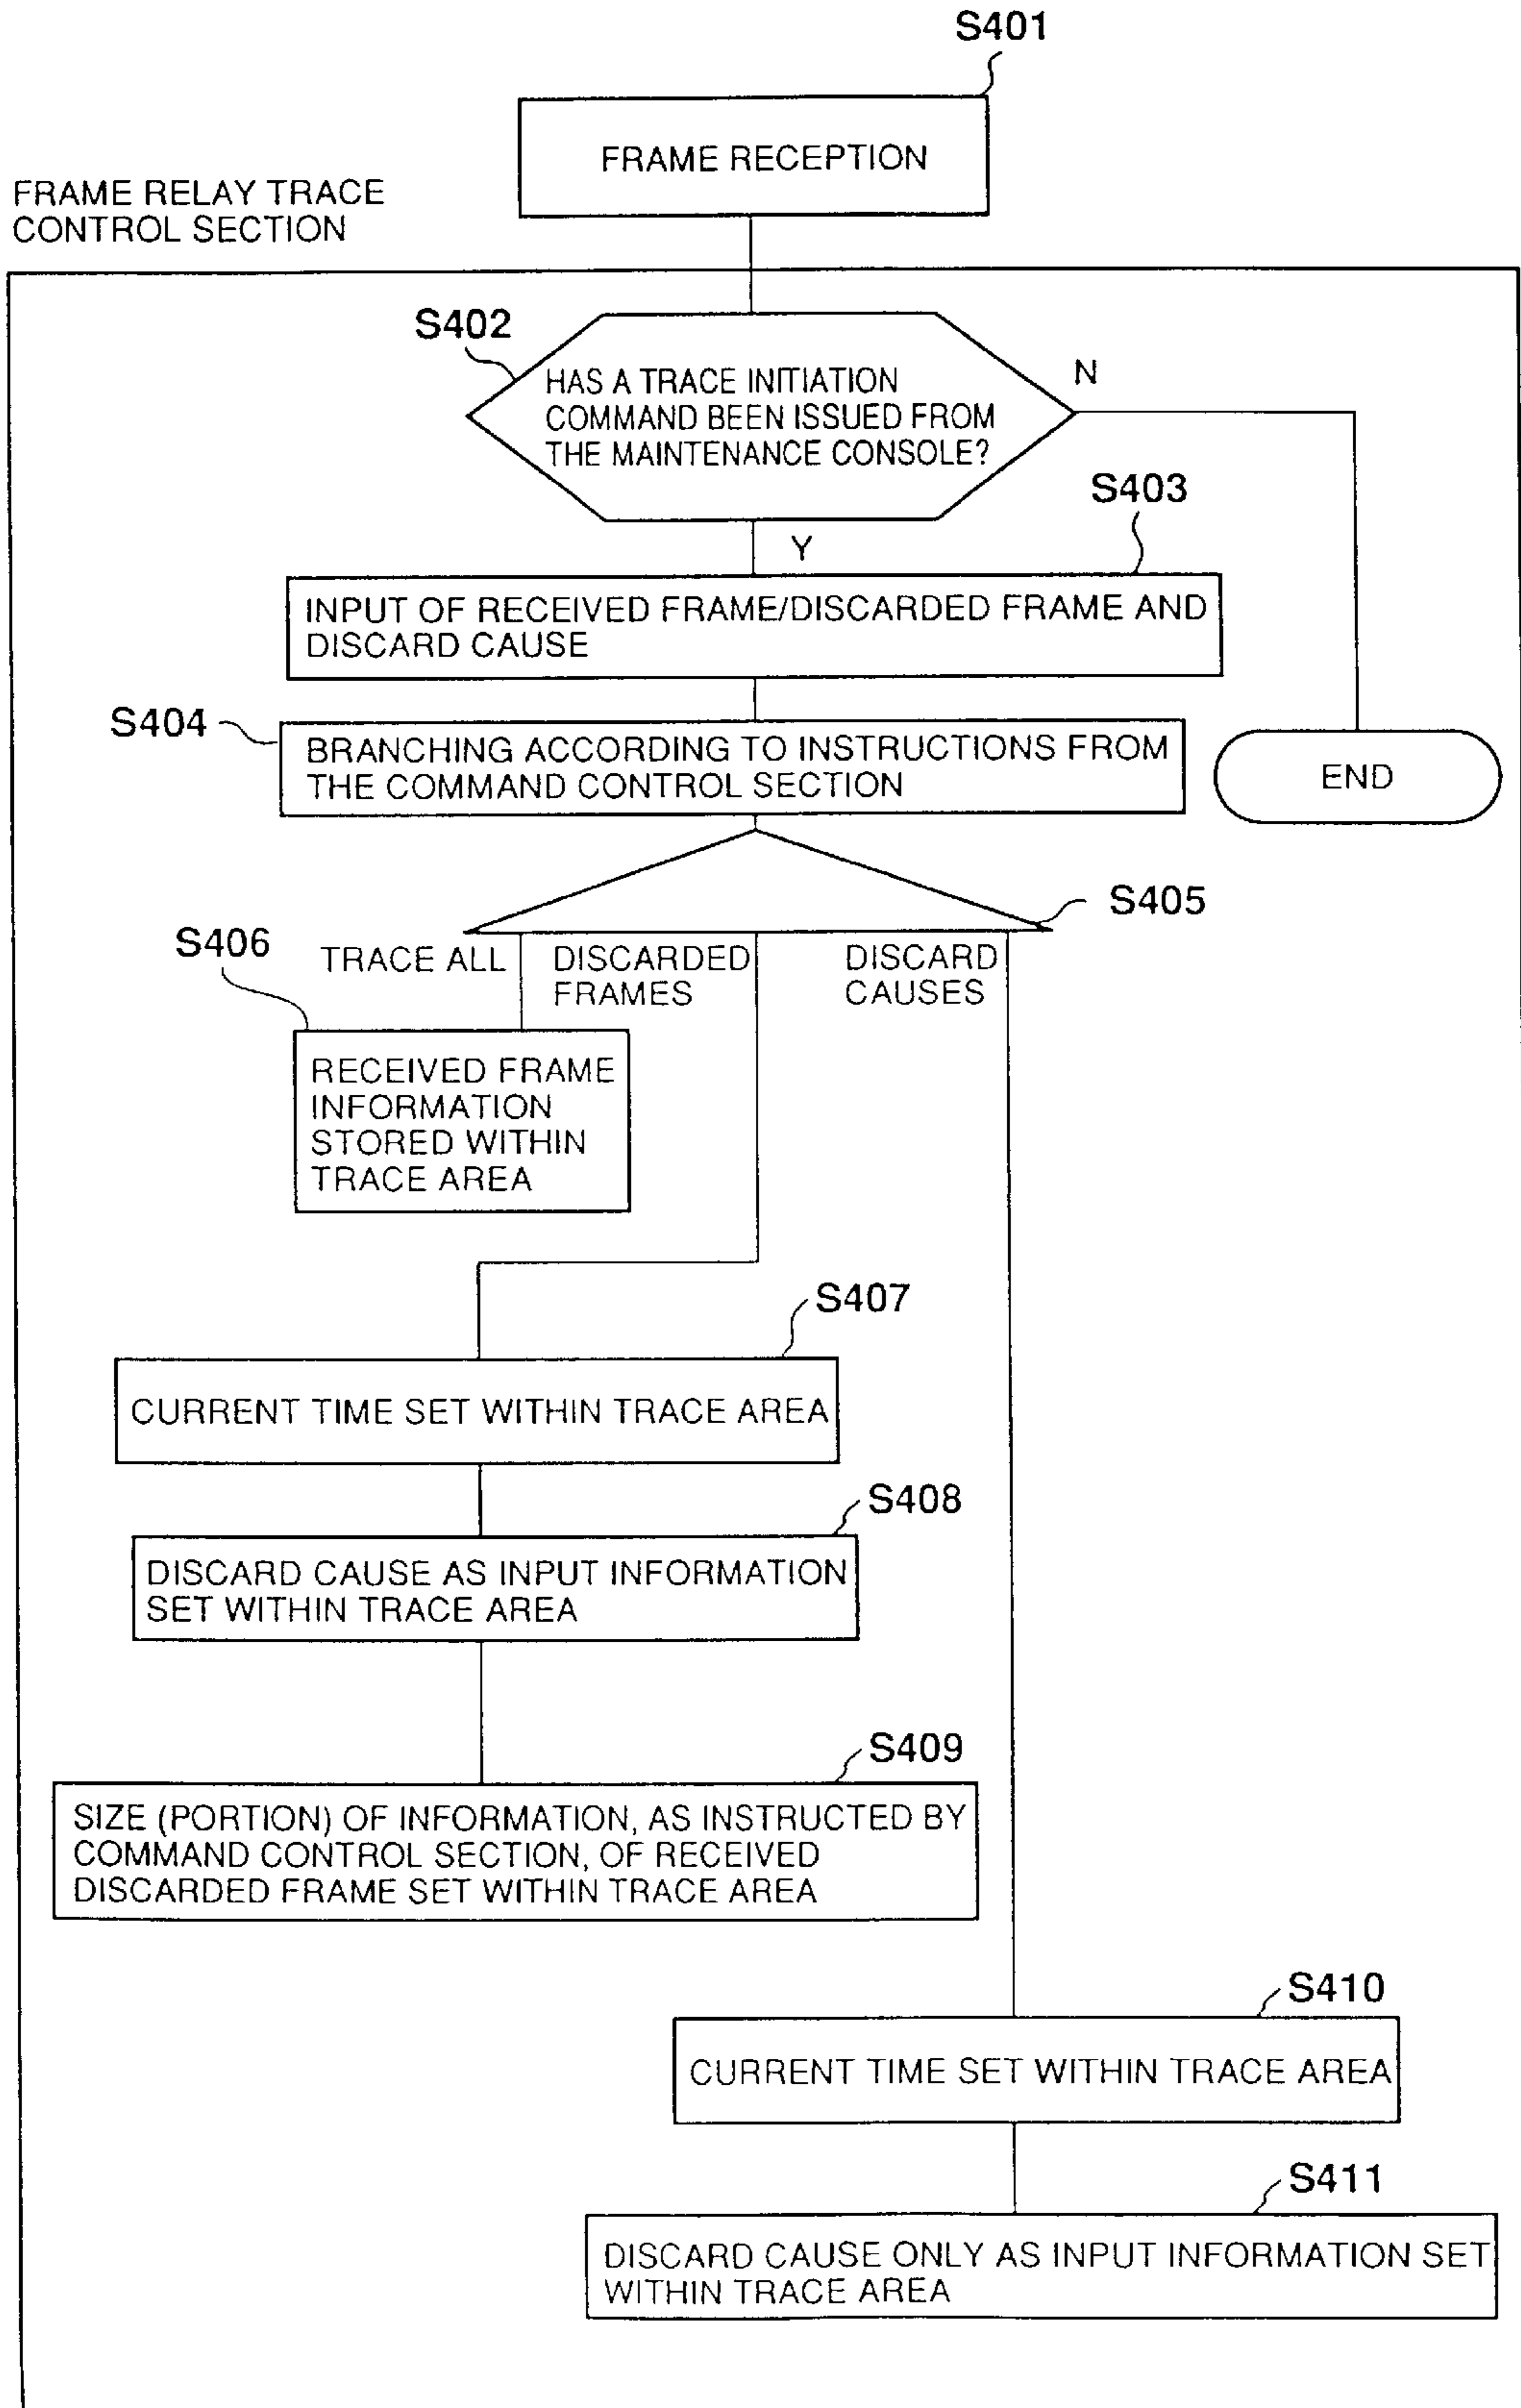 S401
FRAME RECEPTION
FRAME RELAY TRACE
CONTROL SECTION
S402
HAS A TRACE INITIATION
COMMAND BEEN ISSUED FROM
THE MAINTENANCE CONSOLE?
N
S403
Y
INPUT OF RECEIVED FRAME/DISCARDED FRAME AND
DISCARD CAUSE
S404
BRANCHING ACCORDING TO INSTRUCTIONS FROM
THE COMMAND CONTROL SECTION
END
S405
S406
TRACE ALL
DISCARDED
FRAMES
DISCARD
CAUSES
RECEIVED FRAME
INFORMATION
STORED WITHIN
TRACE AREA
S407
CURRENT TIME SET WITHIN TRACE AREA
S408
DISCARD CAUSE AS INPUT INFORMATION
SET WITHIN TRACE AREA
S409
SIZE (PORTION) OF INFORMATION, AS INSTRUCTED BY
COMMAND CONTROL SECTION, OF RECEIVED
DISCARDED FRAME SET WITHIN TRACE AREA
S410
CURRENT TIME SET WITHIN TRACE AREA
S411
DISCARD CAUSE ONLY AS INPUT INFORMATION SET
WITHIN TRACE AREA